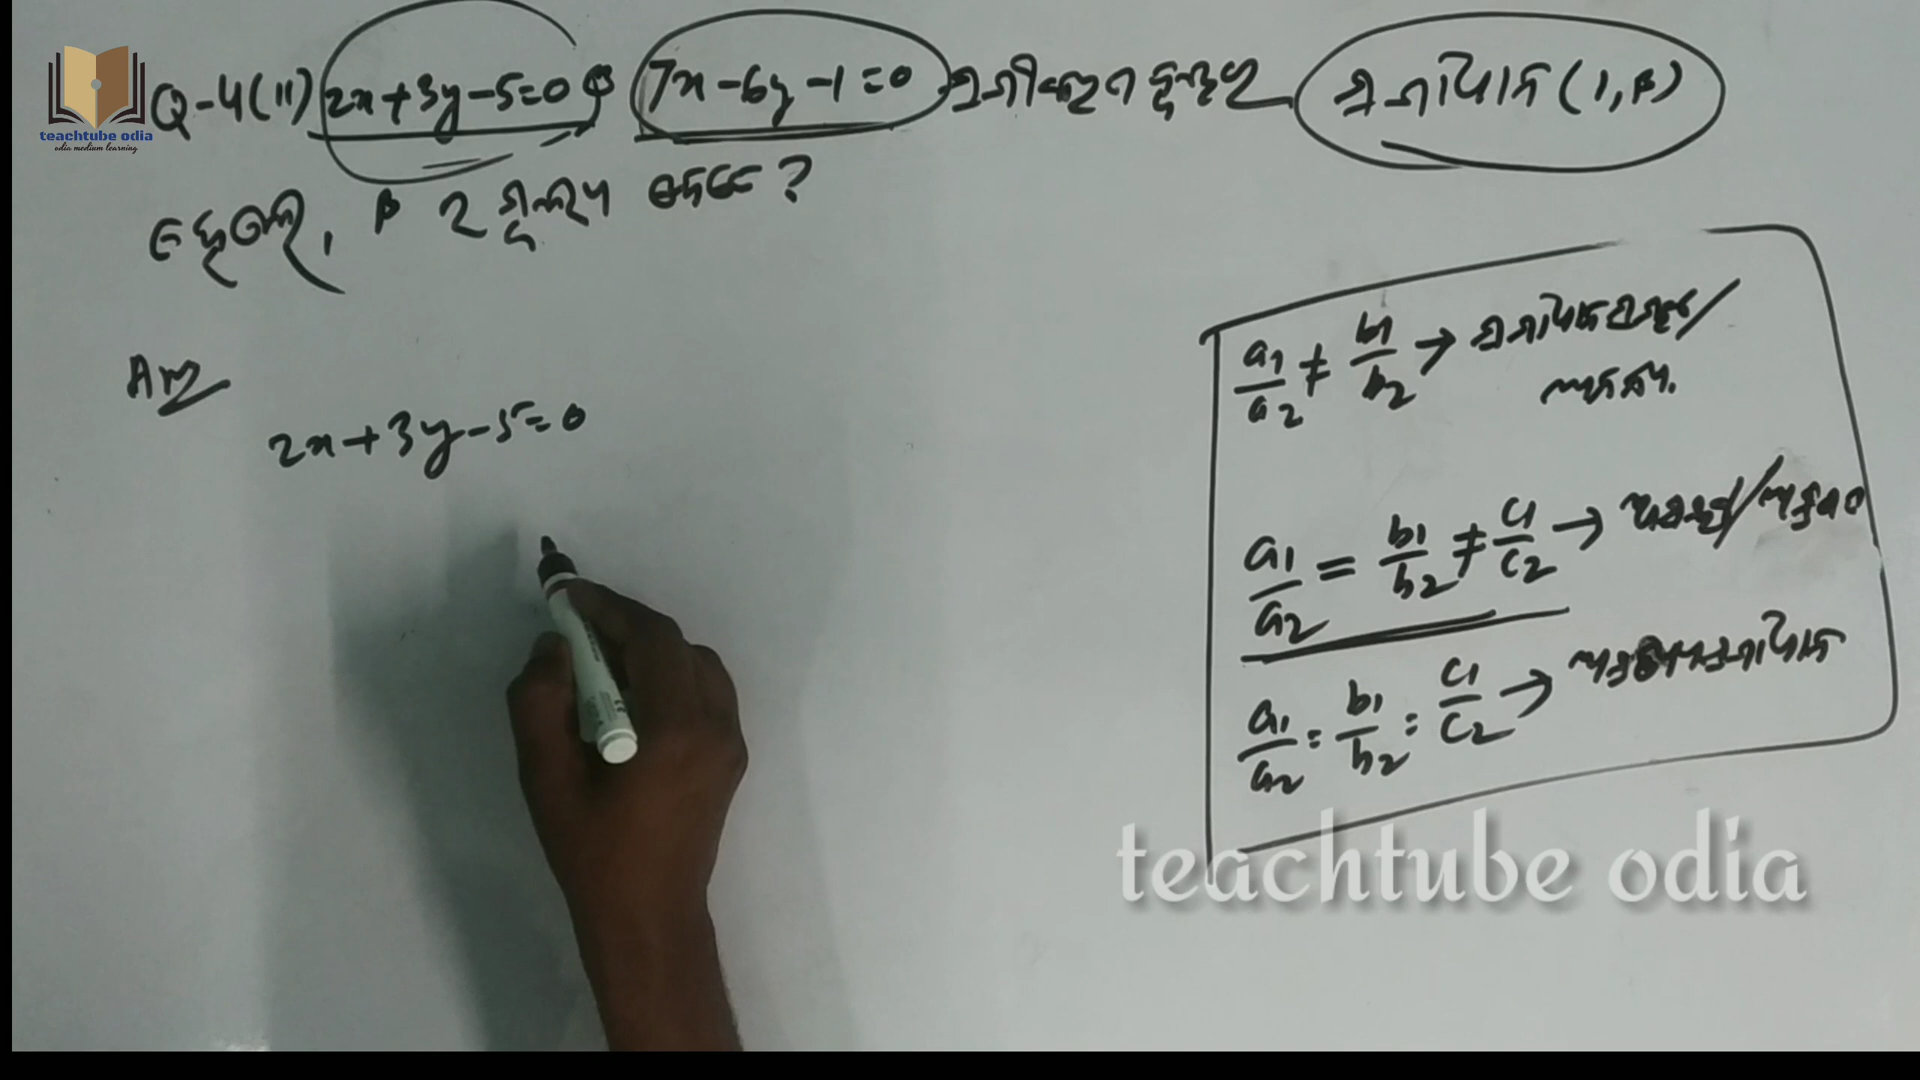 Q-4(II) 2x+3y-5=0 ଓ 7x-6y-1=0 ସମୀକରଣ ଦ୍ବୟର ସମାଧାନ (1,β)
ହେଲେ, β ର ମୂଲ୍ୟ କେତେ?
teachtube odia
odia medium learning
Ans
2x+3y-5=0
a1/a2 ≠ b1/b2 →
a1/a2 = b1/b2 ≠ c1/c2 →
a1/a2 = b1/b2 = c1/c2 →
teachtube odia